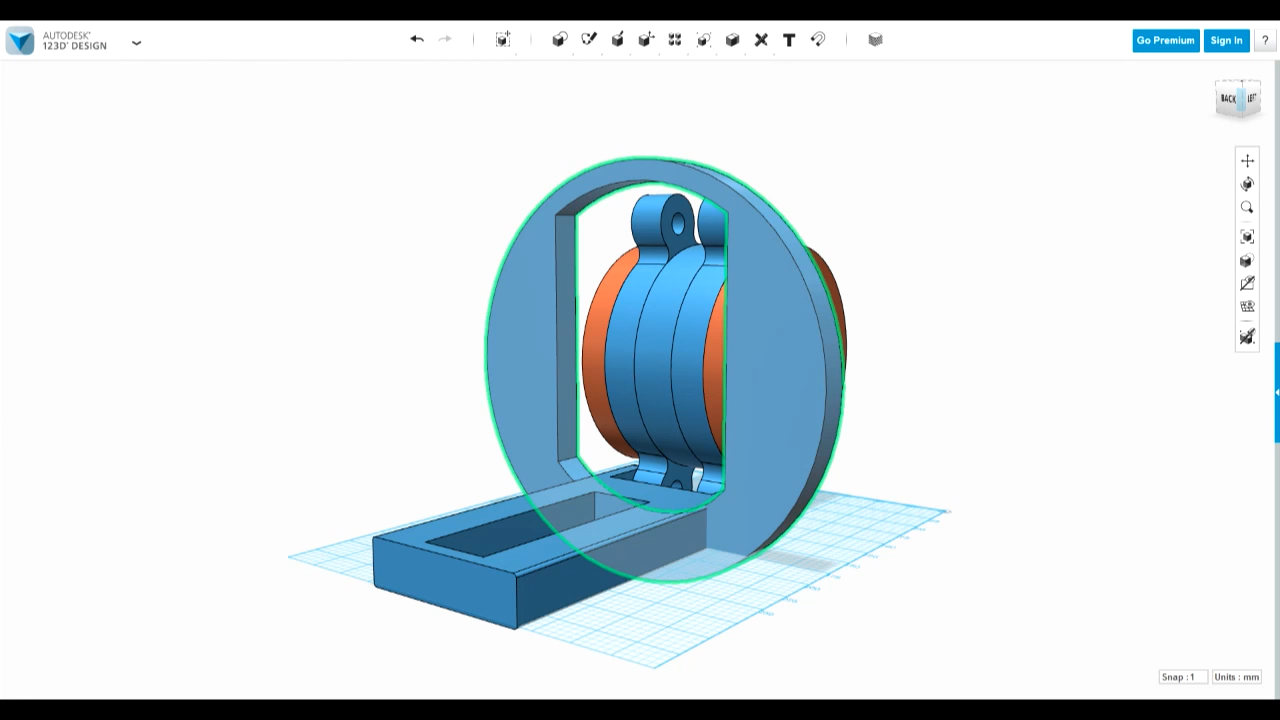 AUTODESK®
123D® DESIGN
Go Premium
Sign In
?
BACK
LEFT
Snap : 1
Units : mm